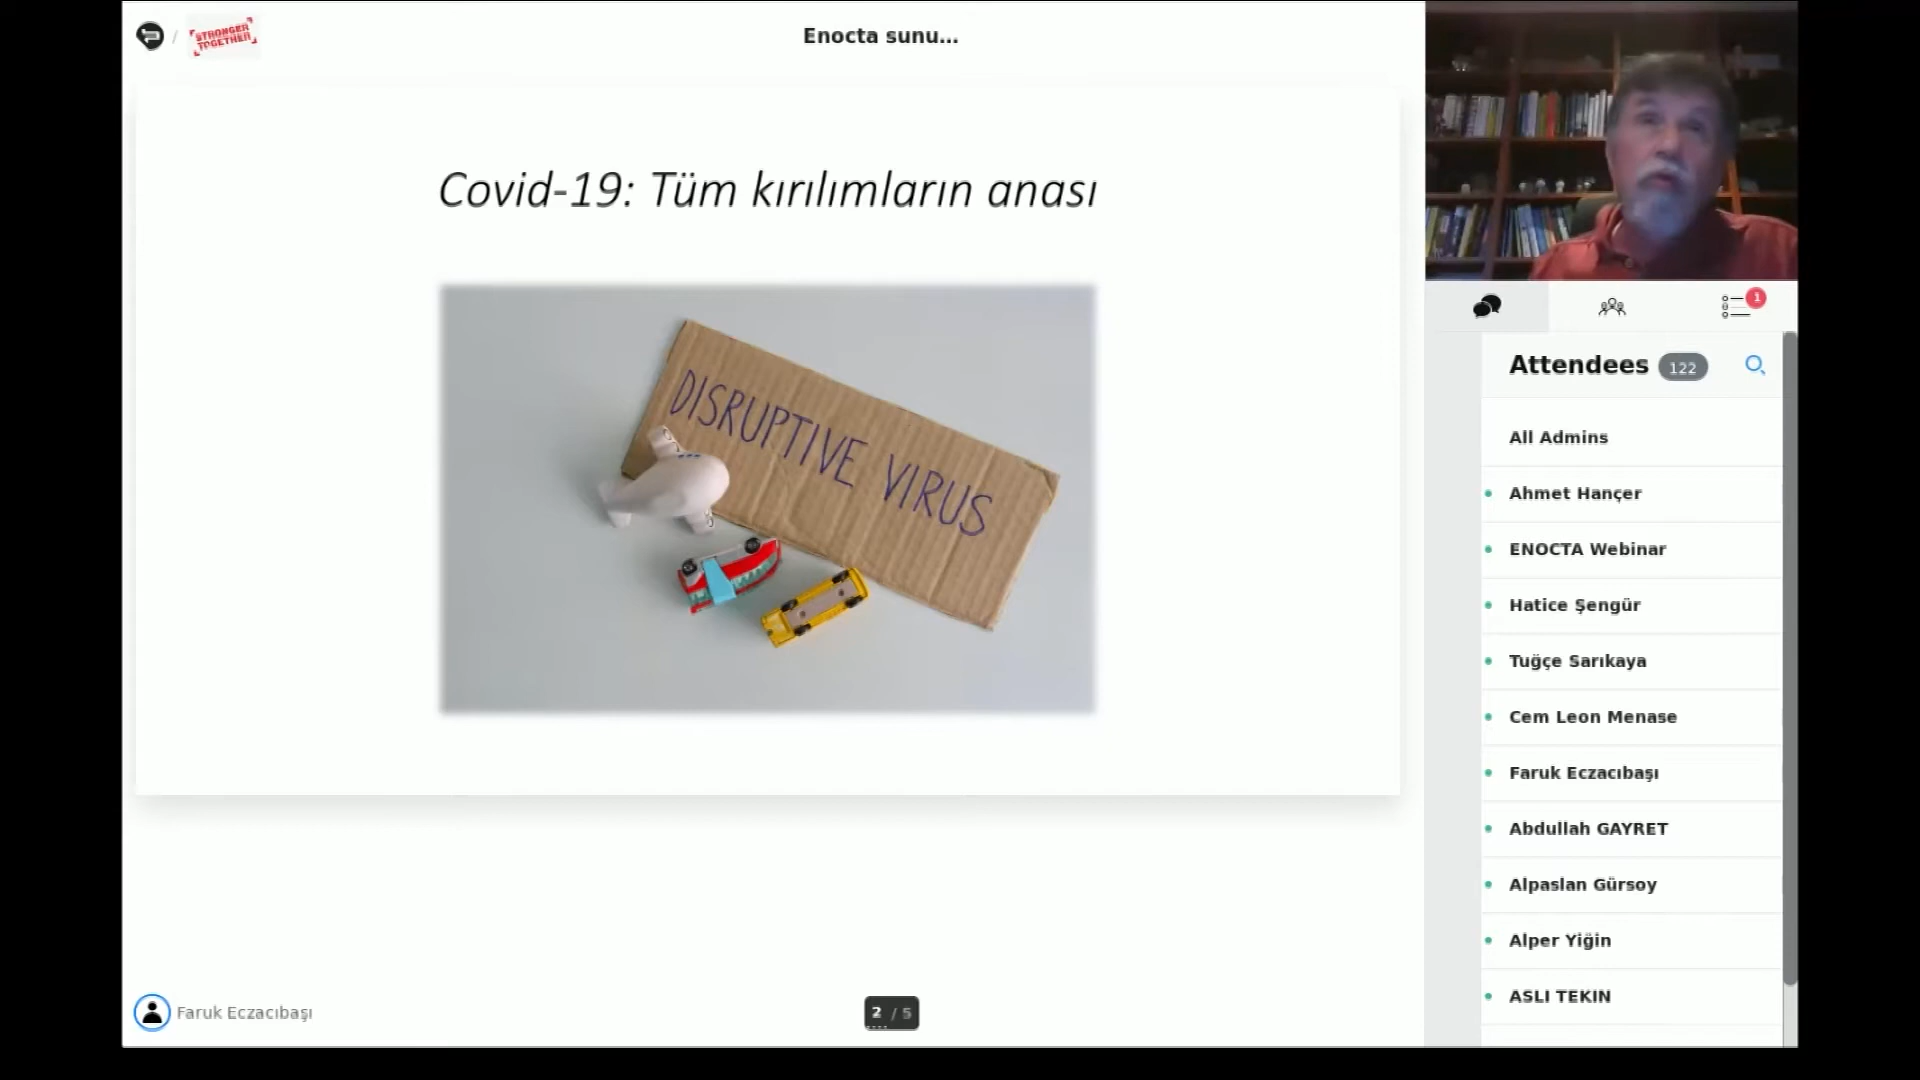 /
STRONGER
TOGETHER
Enocta sunu...
Covid-19: Tüm kırılımların anası
DISRUPTIVE VIRUS
1
Attendees 122
All Admins
Ahmet Hançer
ENOCTA Webinar
Hatice Şengür
Tuğçe Sarıkaya
Cem Leon Menase
Faruk Eczacıbaşı
Abdullah GAYRET
Alpaslan Gürsoy
Alper Yiğin
ASLI TEKIN
Faruk Eczacıbaşı
2 / 5